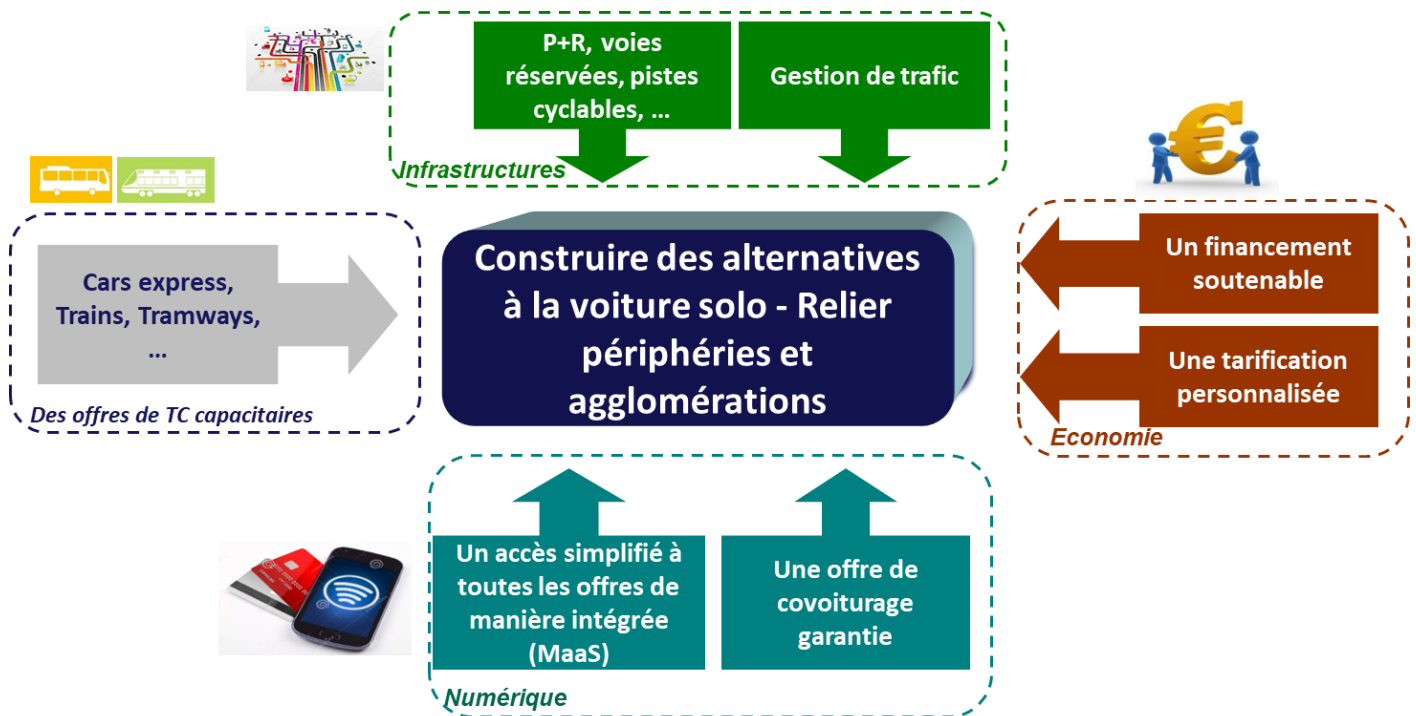 P+R, voies
réservées, pistes
cyclables, ...
Gestion de trafic
Infrastructures
Cars express,
Trains, Tramways,
...
Des offres de TC capacitaires
Construire des alternatives
à la voiture solo - Relier
périphéries et
agglomérations
Un financement
soutenable
Une tarification
personnalisée
Economie
Un accès simplifié à
toutes les offres de
manière intégrée
(MaaS)
Une offre de
covoiturage
garantie
Numérique